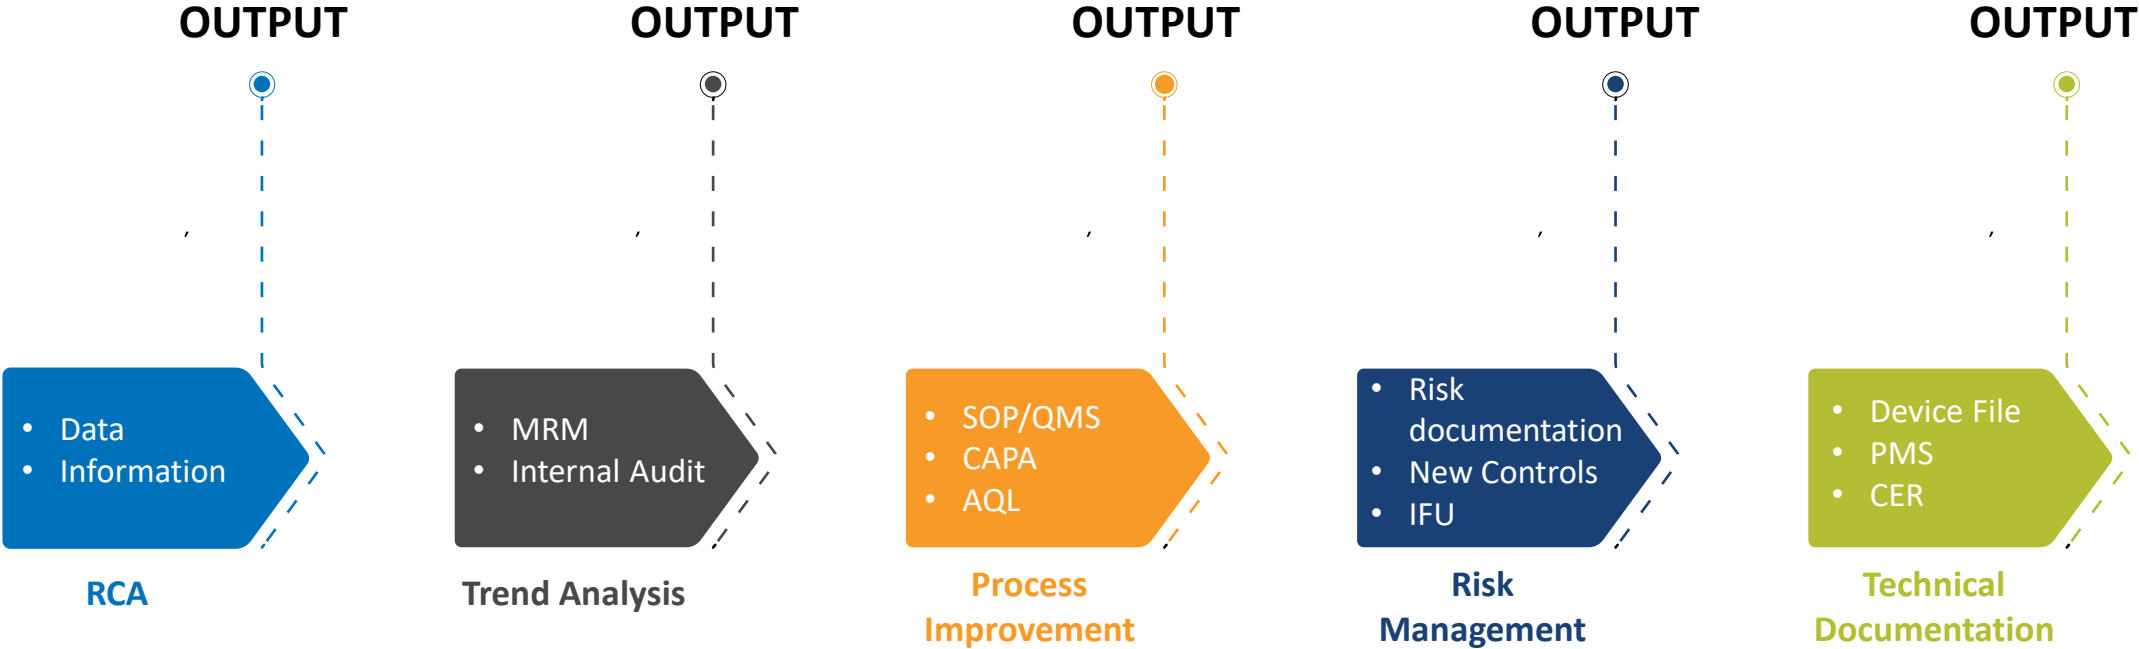 OUTPUT
OUTPUT
OUTPUT
OUTPUT
OUTPUT
,
,
,
,
,
• Data
• Information
• MRM
• Internal Audit
• SOP/QMS
• CAPA
• AQL
• Risk
documentation
• New Controls
• IFU
• Device File
• PMS
• CER
RCA
Trend Analysis
Process
Improvement
Risk
Management
Technical
Documentation